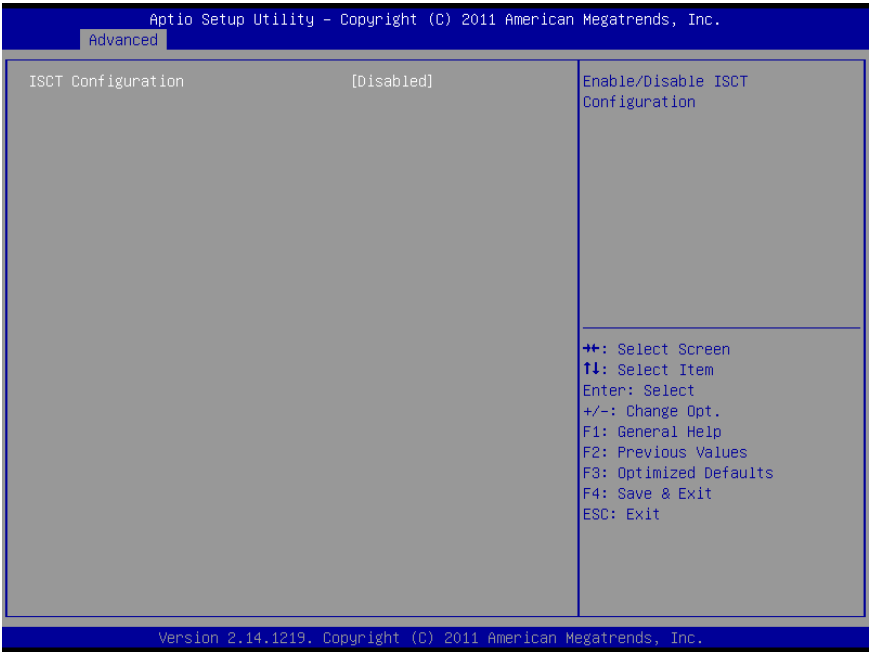 Aptio Setup Utility – Copyright (C) 2011 American Megatrends, Inc.
Advanced
ISCT Configuration [Disabled]
Enable/Disable ISCT
Configuration
→←: Select Screen
↑↓: Select Item
Enter: Select
+/-: Change Opt.
F1: General Help
F2: Previous Values
F3: Optimized Defaults
F4: Save & Exit
ESC: Exit
Version 2.14.1219. Copyright (C) 2011 American Megatrends, Inc.